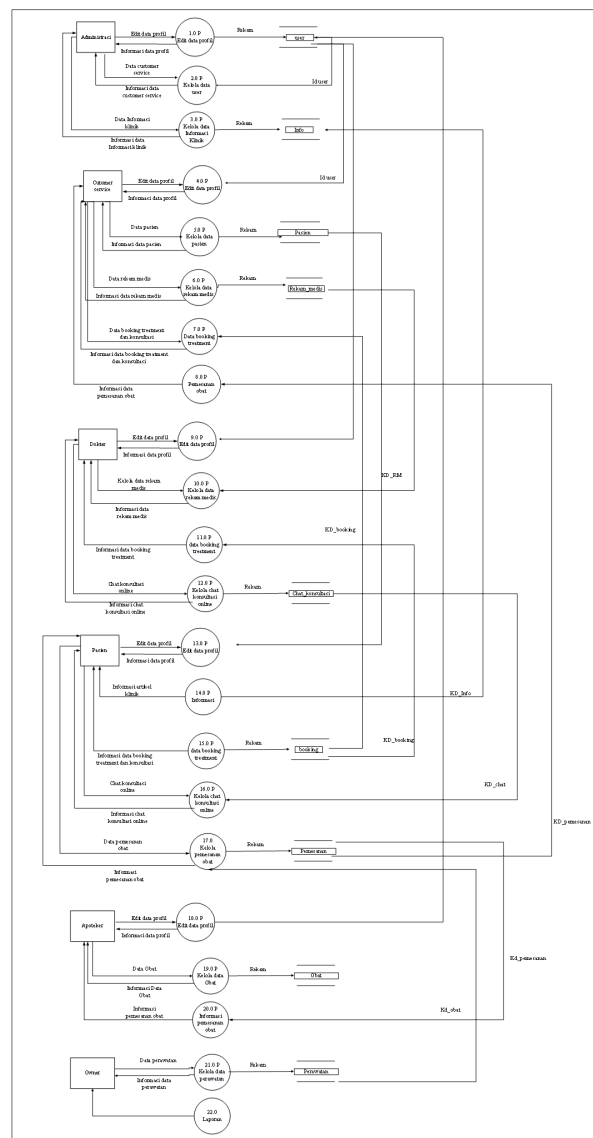 Administrasi
Edit data profil
Informasi data profil
1.0 P
Edit data profil
Rekam
user
Data customer
service
Informasi data
customer service
2.0 P
Kelola data
user
Id user
Data Informasi
klinik
Informasi data
Informasi klinik
3.0 P
Kelola data
Informasi
Klinik
Rekam
Info
Cutomer
service
Edit data profil
Informasi data profil
4.0 P
Edit data profil
Id user
Data pasien
Informasi data pasien
5.0 P
Kelola data
pasien
Rekam
Pasien
Data rekam medis
Informasi data rekam medis
6.0 P
Kelola data
rekam medis
Rekam
Rekam_medis
Data booking treatment
dan konsultasi
Informasi data booking treatment
dan konsultasi
7.0 P
Data booking
treatment
Informasi data
pemesanan obat
8.0 P
Pemesanan
obat
Dokter
Edit data profil
Informasi data profil
9.0 P
Edit data profil
Kelola data rekam
medis
Informasi data
rekam medis
10.0 P
Kelola data
rekam medis
KD_RM
Informasi data booking
treatment
11.0 P
data booking
treatment
KD_booking
Chat konsultasi
online
Informasi chat
konsultasi online
12.0 P
Kelola chat
konsultasi
online
Rekam
Chat_konsultasi
Pasien
Edit data profil
Informasi data profil
13.0 P
Edit data profil
Informasi artikel
klinik
14.0 P
Informasi
KD_Info
Informasi data booking
treatment dan konsultasi
15.0 P
data booking
treatment
Rekam
booking
KD_booking
Chat konsultasi
online
Informasi chat
konsultasi online
16.0 P
Kelola chat
konsultasi
online
KD_chat
Data pemesanan
obat
Informasi
pemesanan obat
17.0
Kelola
pemesanan
obat
Rekam
Pemesanan
KD_pemesanan
Apoteker
Edit data profil
Informasi data profil
18.0 P
Edit data profil
Data Obat
Informasi Data
Obat
19.0 P
Kelola data
Obat
Rekam
Obat
Kd_pemesanan
Informasi
pemesanan obat
20.0 P
Informasi
pemesanan
obat
Kd_obat
Owner
Data perawatan
Informasi data
perawatan
21.0 P
Kelola data
perawatan
Rekam
Perawatan
22.0
Laporan